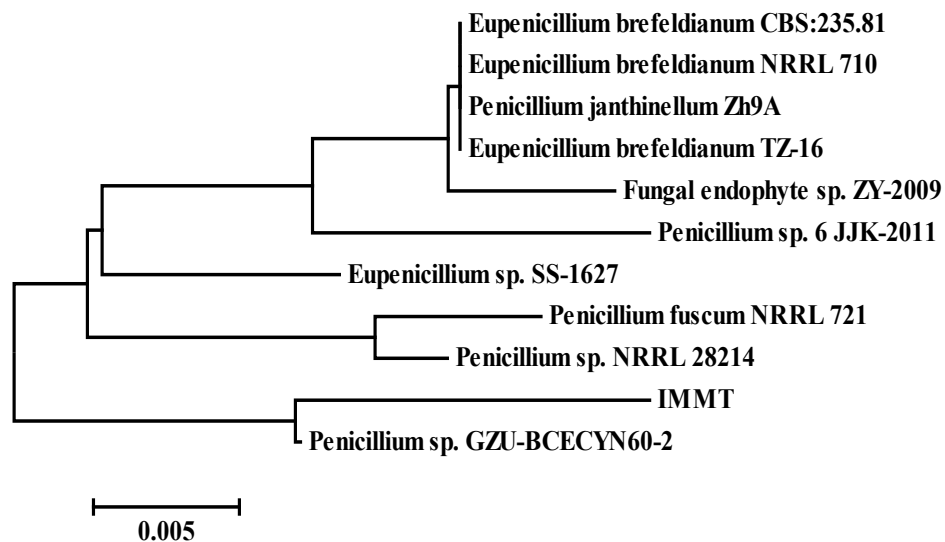 Eupenicillium brefeldianum CBS:235.81
Eupenicillium brefeldianum NRRL 710
Penicillium janthinellum Zh9A
Eupenicillium brefeldianum TZ-16
Fungal endophyte sp. ZY-2009
Penicillium sp. 6 JJK-2011
Eupenicillium sp. SS-1627
Penicillium fuscum NRRL 721
Penicillium sp. NRRL 28214
IMMT
Penicillium sp. GZU-BCECYN60-2
0.005